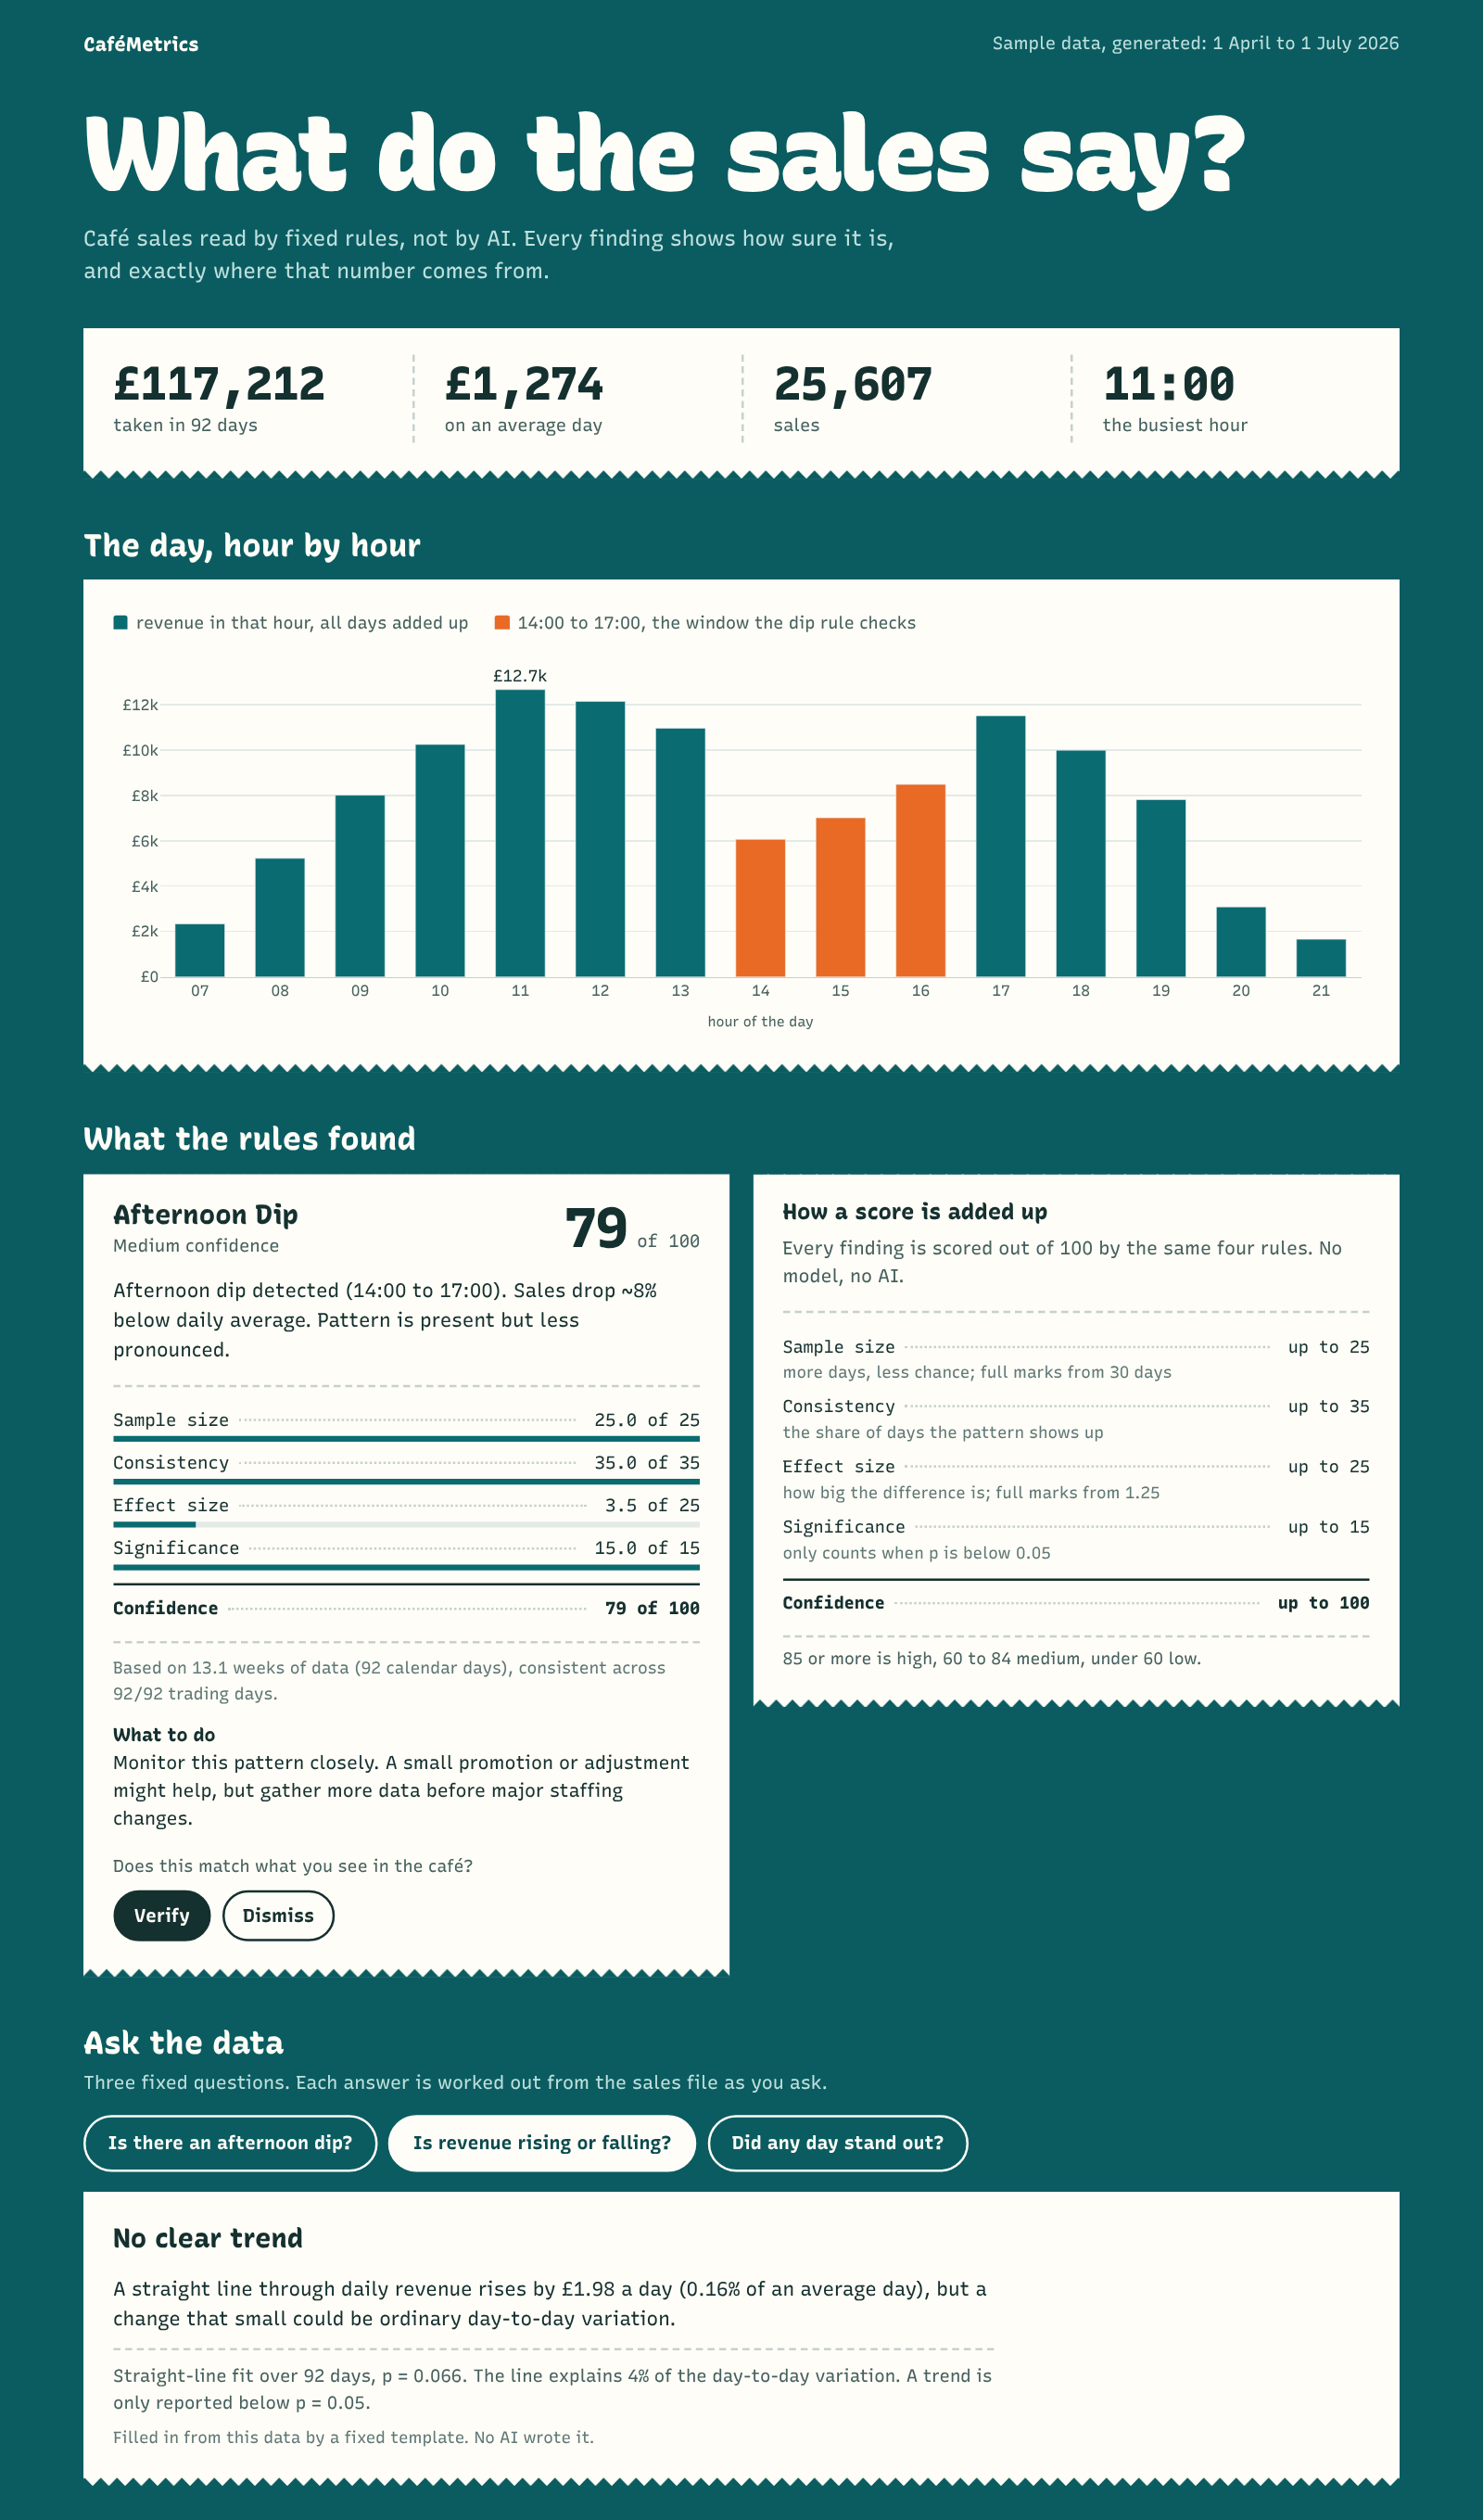 CaféMetrics
Sample data, generated: 1 April to 1 July 2026
What do the sales say?
Café sales read by fixed rules, not by AI. Every finding shows how sure it is,
and exactly where that number comes from.
£117,212
taken in 92 days
£1,274
on an average day
25,607
sales
11:00
the busiest hour
The day, hour by hour
revenue in that hour, all days added up
14:00 to 17:00, the window the dip rule checks
£12.7k
£12k
£10k
£8k
£6k
£4k
£2k
£0
07 08 09 10 11 12 13 14 15 16 17 18 19 20 21
hour of the day
What the rules found
Afternoon Dip
Medium confidence
79 of 100
Afternoon dip detected (14:00 to 17:00). Sales drop ~8%
below daily average. Pattern is present but less
pronounced.
Sample size 25.0 of 25
Consistency 35.0 of 35
Effect size 3.5 of 25
Significance 15.0 of 15
Confidence 79 of 100
Based on 13.1 weeks of data (92 calendar days), consistent across
92/92 trading days.
What to do
Monitor this pattern closely. A small promotion or adjustment
might help, but gather more data before major staffing
changes.
Does this match what you see in the café?
Verify
Dismiss
How a score is added up
Every finding is scored out of 100 by the same four rules. No
model, no AI.
Sample size up to 25
more days, less chance; full marks from 30 days
Consistency up to 35
the share of days the pattern shows up
Effect size up to 25
how big the difference is; full marks from 1.25
Significance up to 15
only counts when p is below 0.05
Confidence up to 100
85 or more is high, 60 to 84 medium, under 60 low.
Ask the data
Three fixed questions. Each answer is worked out from the sales file as you ask.
Is there an afternoon dip?
Is revenue rising or falling?
Did any day stand out?
No clear trend
A straight line through daily revenue rises by £1.98 a day (0.16% of an average day), but a
change that small could be ordinary day-to-day variation.
Straight-line fit over 92 days, p = 0.066. The line explains 4% of the day-to-day variation. A trend is
only reported below p = 0.05.
Filled in from this data by a fixed template. No AI wrote it.